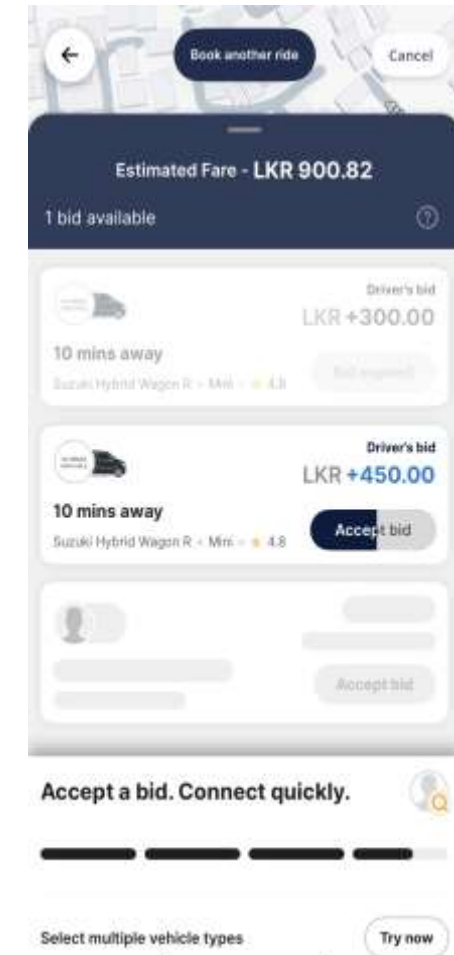 Book another ride
Cancel
Estimated Fare - LKR 900.82
1 bid available
?
Driver's bid
LKR +300.00
10 mins away
Suzuki Hybrid Wagon R - Mini - ★ 4.8
Bid expired
Driver's bid
LKR +450.00
10 mins away
Suzuki Hybrid Wagon R - Mini - ★ 4.8
Accept bid
Accept bid
Accept a bid. Connect quickly.
Select multiple vehicle types
Try now